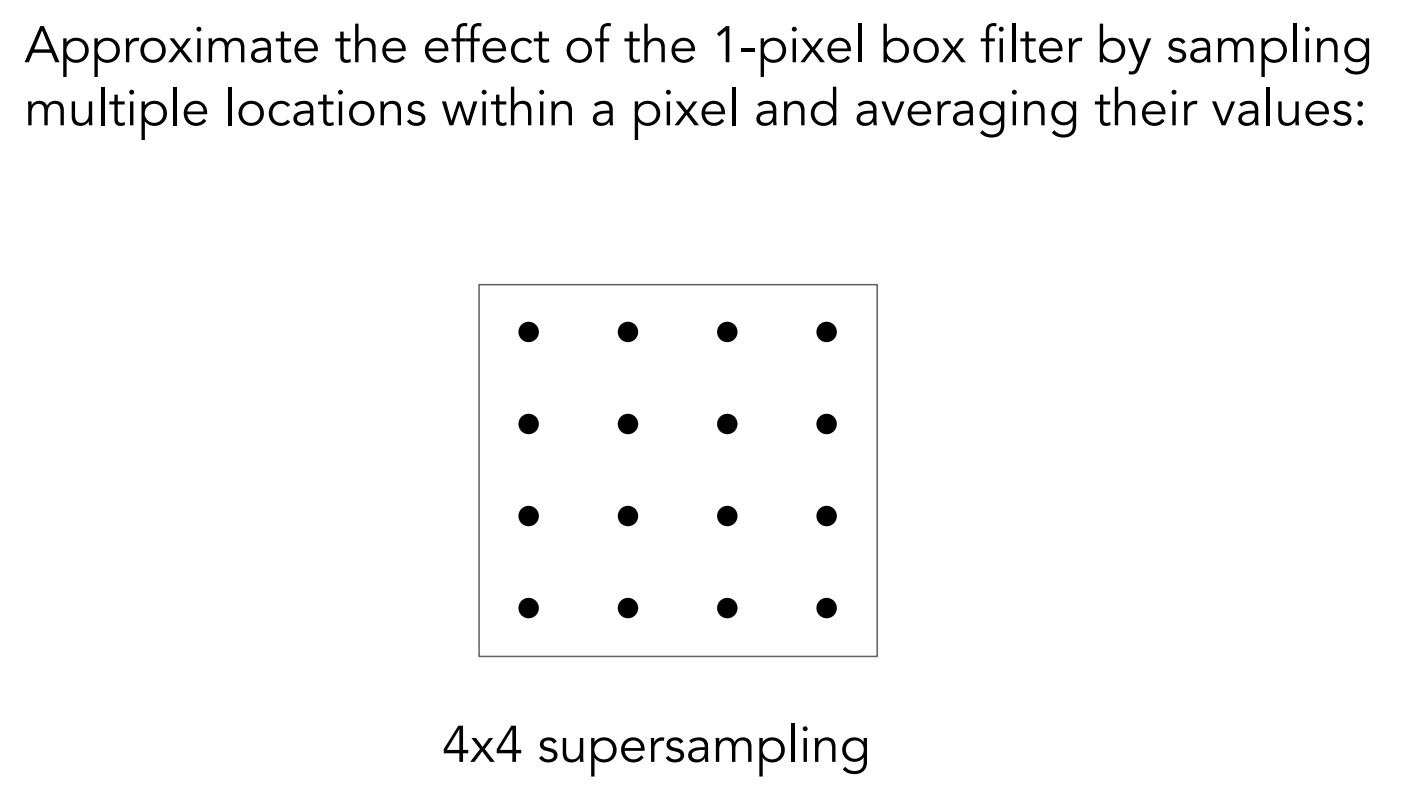 Approximate the effect of the 1-pixel box filter by sampling
multiple locations within a pixel and averaging their values:
4x4 supersampling